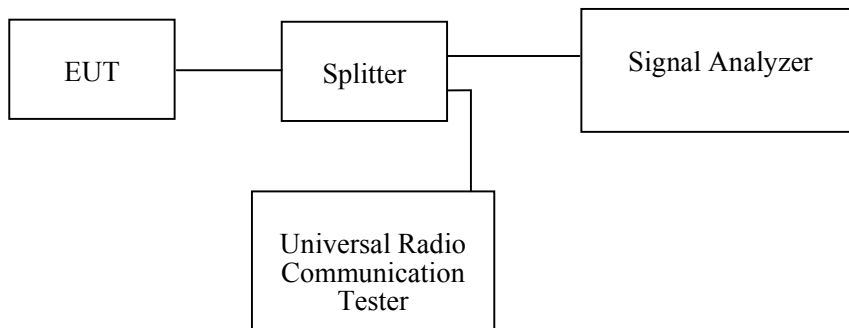 EUT
Splitter
Signal Analyzer
Universal Radio
Communication
Tester